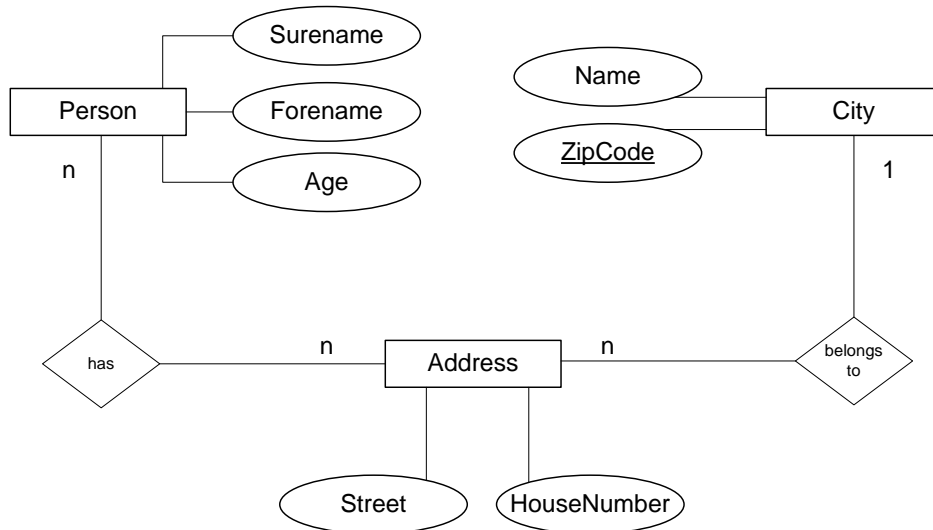 Surename
Name
Person
Forename
City
ZipCode
n
Age
1
has
n
Address
n
belongs
to
Street
HouseNumber